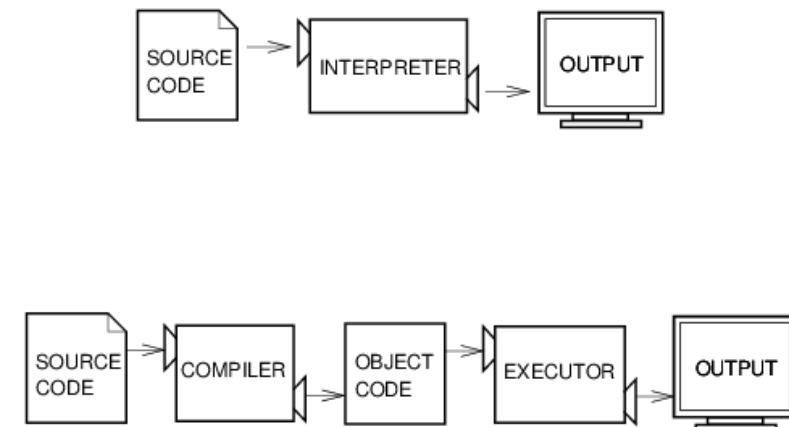 SOURCE
CODE
INTERPRETER
OUTPUT
SOURCE
CODE
COMPILER
OBJECT
CODE
EXECUTOR
OUTPUT